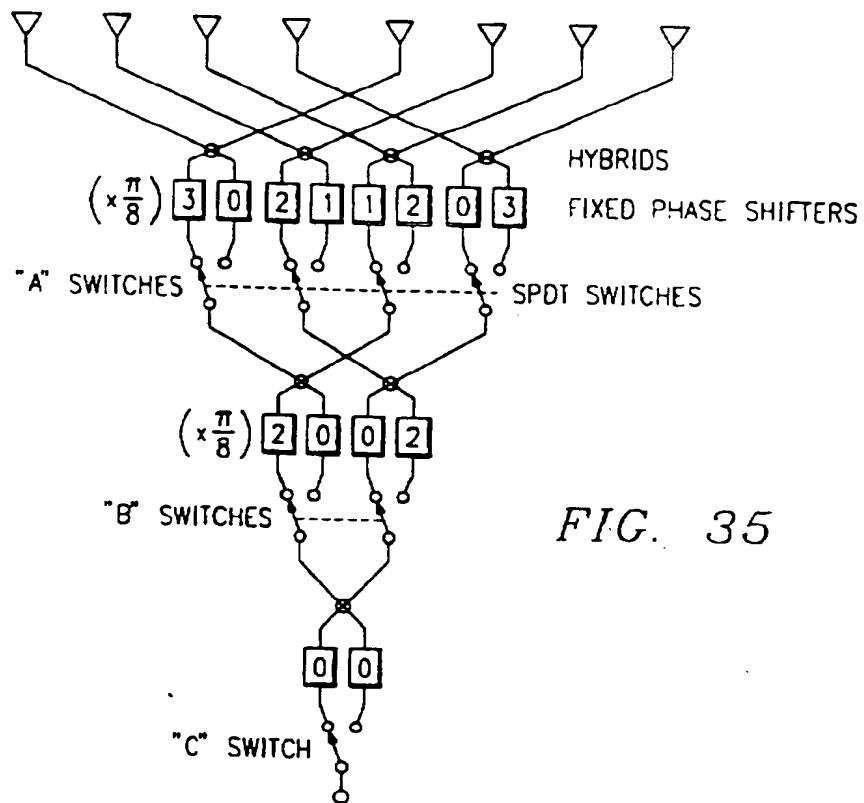 HYBRIDS
(× π/8) 3 0 2 1 1 2 0 3 FIXED PHASE SHIFTERS
"A" SWITCHES SPDT SWITCHES
(× π/8) 2 0 0 2
"B" SWITCHES
FIG. 35
0 0
"C" SWITCH